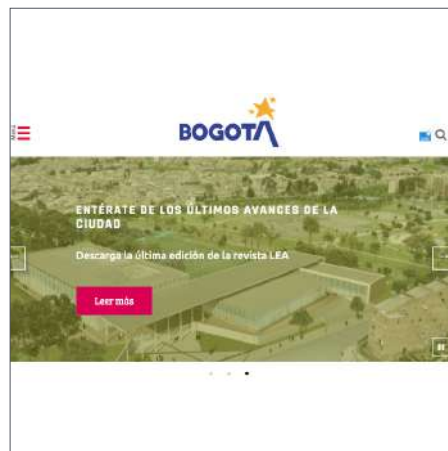 Menú
BOGOTÁ
ENTÉRATE DE LOS ÚLTIMOS AVANCES DE LA
CIUDAD
Descarga la última edición de la revista LEA
Leer más